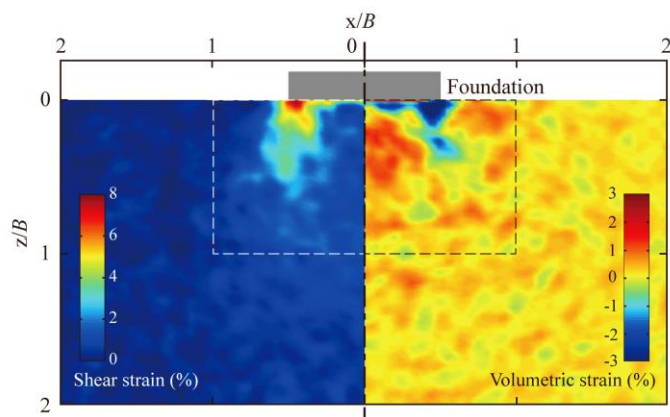 x/B
2 1 0 1 2
Foundation
0
z/B
1
2
8
6
4
2
0
Shear strain (%)
3
2
1
0
-1
-2
-3
Volumetric strain (%)